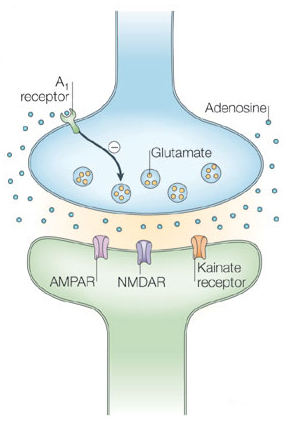 A1
receptor
Adenosine
−
Glutamate
AMPAR
NMDAR
Kainate
receptor